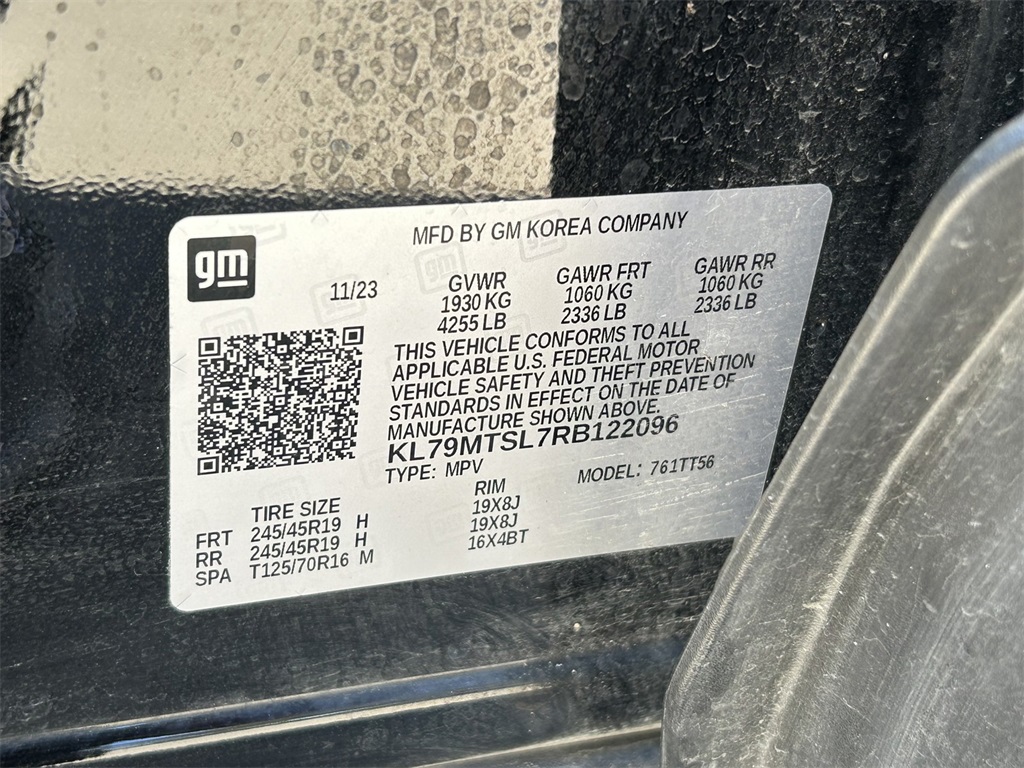 gm
MFD BY GM KOREA COMPANY
11/23
GVWR GAWR FRT GAWR RR
1930 KG 1060 KG 1060 KG
4255 LB 2336 LB 2336 LB
THIS VEHICLE CONFORMS TO ALL
APPLICABLE U.S. FEDERAL MOTOR
VEHICLE SAFETY AND THEFT PREVENTION
STANDARDS IN EFFECT ON THE DATE OF
MANUFACTURE SHOWN ABOVE.
KL79MTSL7RB122096
TYPE: MPV MODEL: 761TT56
TIRE SIZE RIM
FRT 245/45R19 H 19X8J
RR 245/45R19 H 19X8J
SPA T125/70R16 M 16X4BT